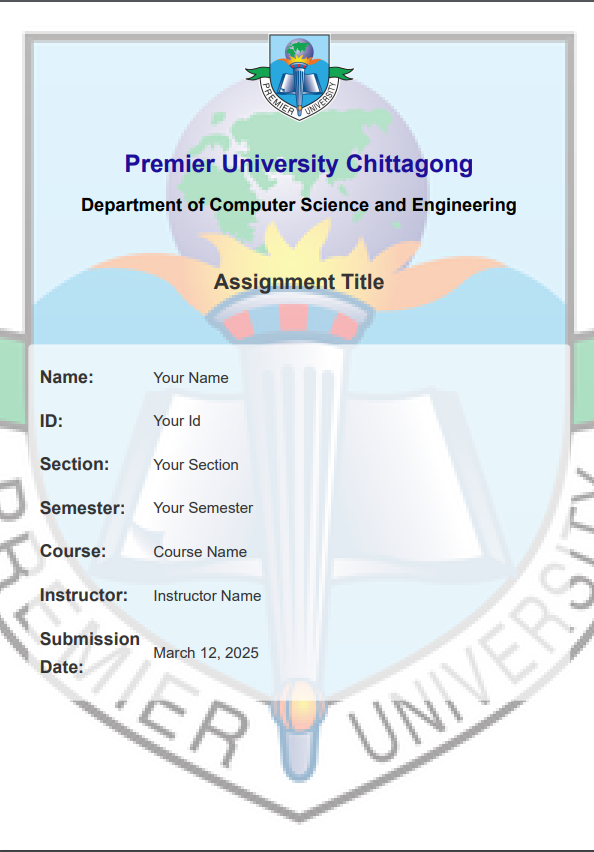 PREMIER UNIVERSITY
Premier University Chittagong
Department of Computer Science and Engineering
Assignment Title
Name: Your Name
ID: Your Id
Section: Your Section
Semester: Your Semester
Course: Course Name
Instructor: Instructor Name
Submission
Date: March 12, 2025
PREMIER UNIVERSITY